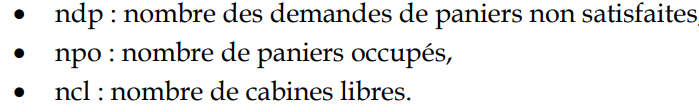 • ndp : nombre des demandes de paniers non satisfaites,
• npo : nombre de paniers occupés,
• ncl : nombre de cabines libres.